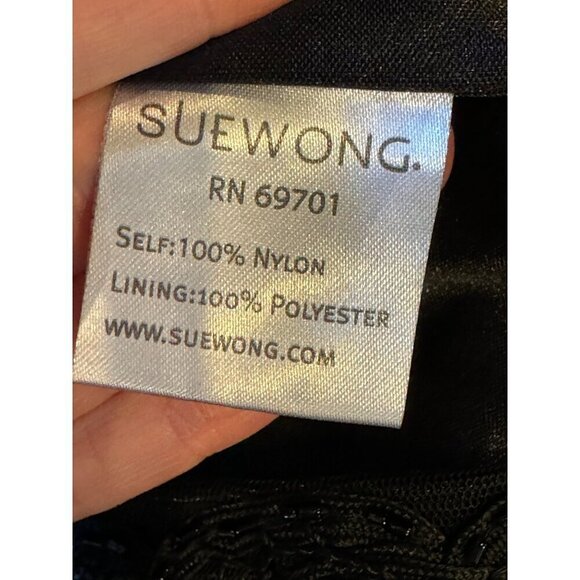 SUEWONG.
RN 69701
SELF:100% NYLON
LINING:100% POLYESTER
WWW.SUEWONG.COM